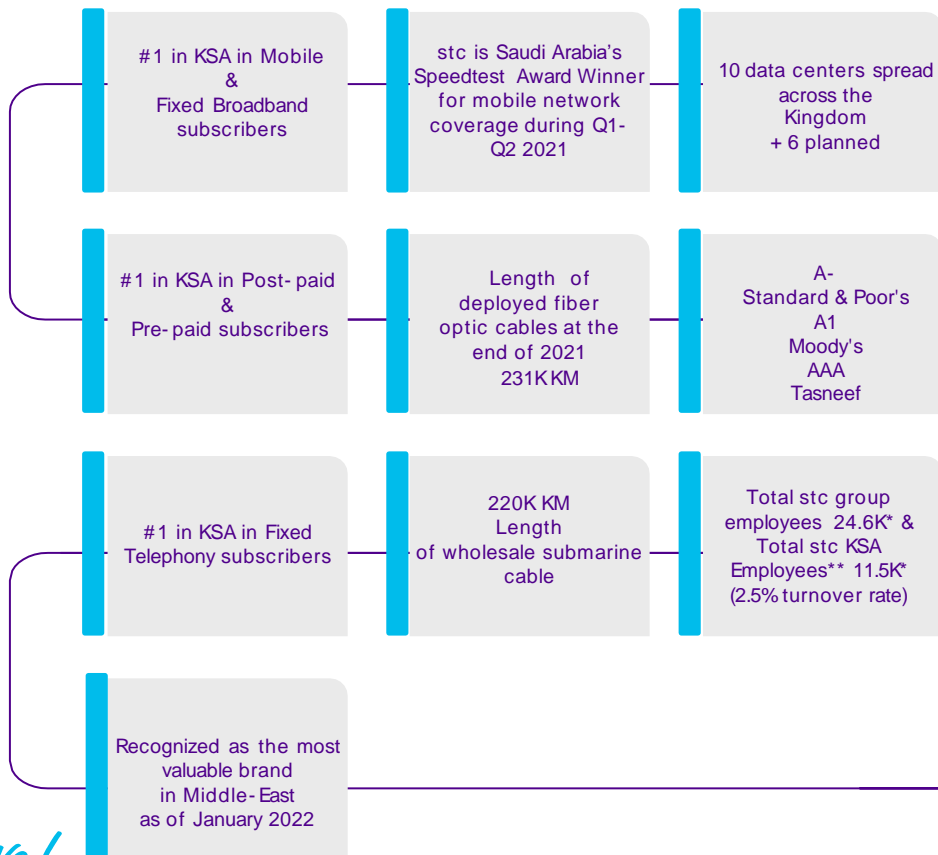 #1 in KSA in Mobile
&
Fixed Broadband
subscribers
stc is Saudi Arabia's
Speedtest Award Winner
for mobile network
coverage during Q1-
Q2 2021
10 data centers spread
across the
Kingdom
+ 6 planned
#1 in KSA in Post-paid
&
Pre-paid subscribers
Length of
deployed fiber
optic cables at the
end of 2021
231K KM
A-
Standard & Poor's
A1
Moody's
AAA
Tasneef
#1 in KSA in Fixed
Telephony subscribers
220K KM
Length
of wholesale submarine
cable
Total stc group
employees 24.6K* &
Total stc KSA
Employees** 11.5K*
(2.5% turnover rate)
Recognized as the most
valuable brand
in Middle-East
as of January 2022